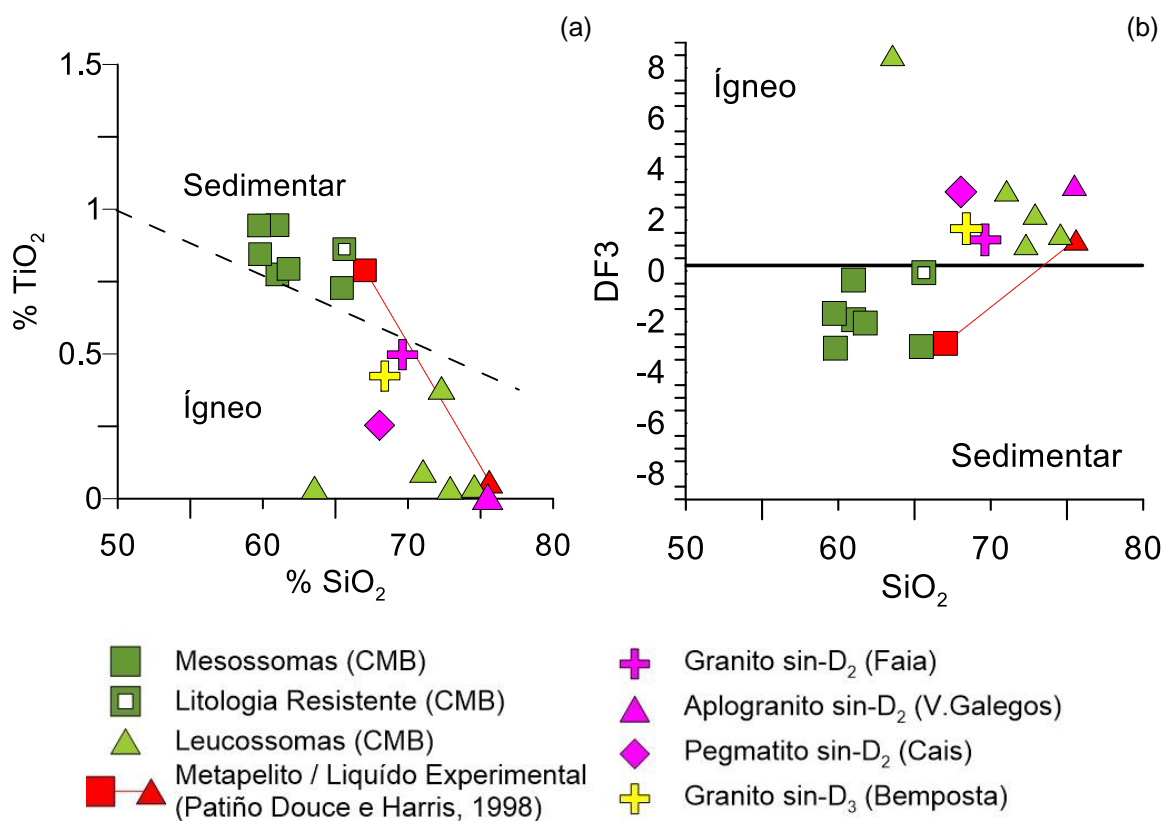 (a)
1.5
1
0.5
0
% TiO2
Sedimentar
Ígneo
50
60
70
80
% SiO2
(b)
8
6
4
2
0
-2
-4
-6
-8
DF3
Ígneo
Sedimentar
50
60
70
80
SiO2
Mesossomas (CMB)
Litologia Resistente (CMB)
Leucossomas (CMB)
Metapelito / Liquído Experimental
(Patiño Douce e Harris, 1998)
Granito sin-D2 (Faia)
Aplogranito sin-D2 (V.Galegos)
Pegmatito sin-D2 (Cais)
Granito sin-D3 (Bemposta)